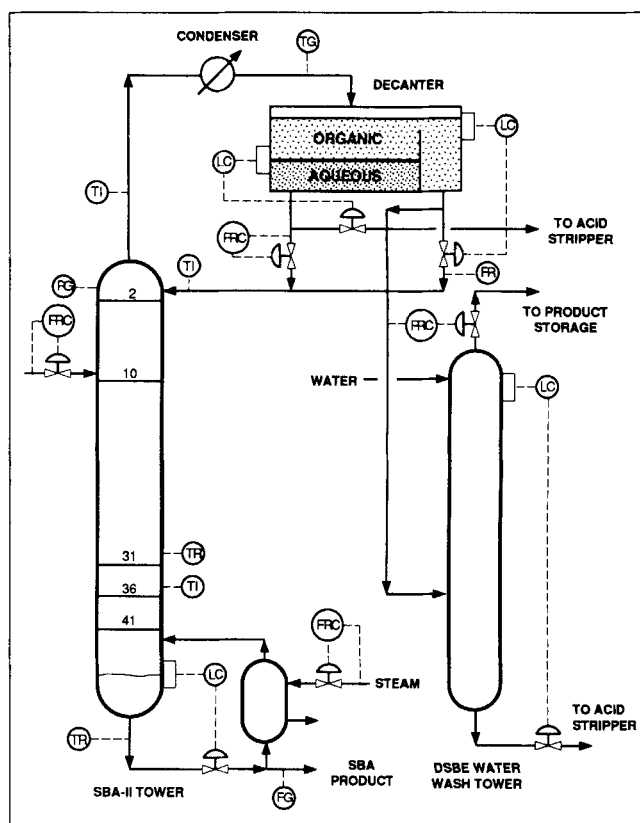 CONDENSER
TG
DECANTER
LC
ORGANIC
LC
AQUEOUS
TI
FRC
TO ACID
STRIPPER
PG
TI
FR
2
TO PRODUCT
STORAGE
FRC
FRC
WATER
10
LC
31
TR
36
TI
41
FRC
LC
STEAM
TR
TO ACID
STRIPPER
SBA
PRODUCT
SBA-II TOWER
DSBE WATER
WASH TOWER